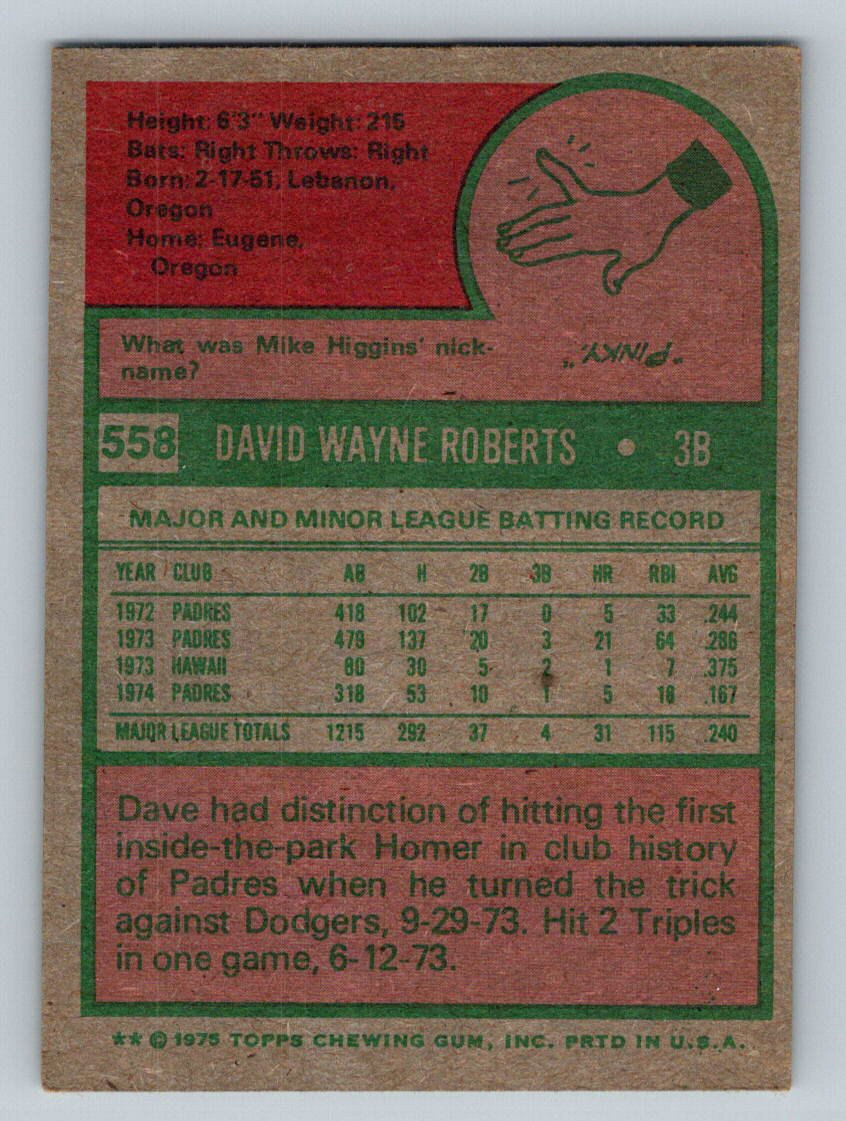 Height: 6'3" Weight: 215
Bats: Right Throws: Right
Born: 2-17-51, Lebanon,
Oregon
Home: Eugene,
Oregon
What was Mike Higgins' nick-
name?
"PINKY."
558 DAVID WAYNE ROBERTS • 3B
MAJOR AND MINOR LEAGUE BATTING RECORD
YEAR CLUB AB H 2B 3B HR RBI AVG
1972 PADRES 418 102 17 0 5 33 .244
1973 PADRES 479 137 20 3 21 64 .286
1973 HAWAII 80 30 5 2 1 7 .375
1974 PADRES 318 53 10 1 5 18 .167
MAJOR LEAGUE TOTALS 1215 292 37 4 31 115 .240
Dave had distinction of hitting the first
inside-the-park Homer in club history
of Padres when he turned the trick
against Dodgers, 9-29-73. Hit 2 Triples
in one game, 6-12-73.
** © 1975 TOPPS CHEWING GUM, INC. PRTD IN U.S.A.